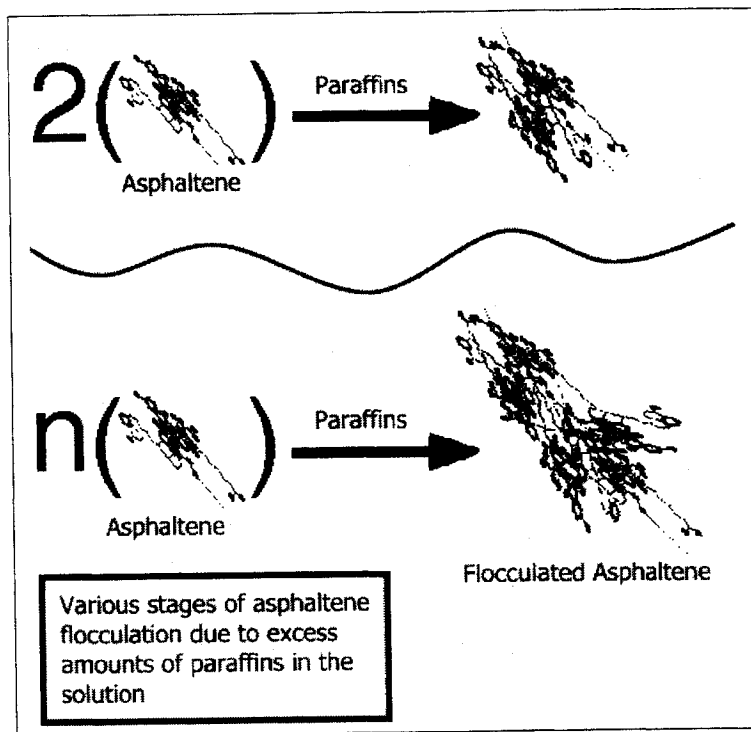 2( ) Paraffins
Asphaltene
n( ) Paraffins
Asphaltene
Flocculated Asphaltene
Various stages of asphaltene
flocculation due to excess
amounts of paraffins in the
solution